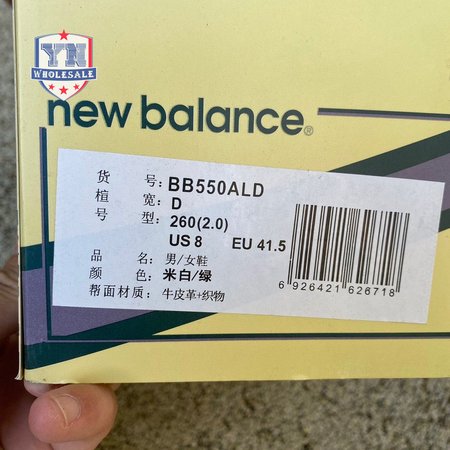 YN
WHOLESALE
new balance®
货 号: BB550ALD
楦 宽: D
号 型: 260(2.0)
US 8 EU 41.5
品 名: 男/女鞋
颜 色: 米白/绿
帮面材质: 牛皮革+织物
6 926421 626718